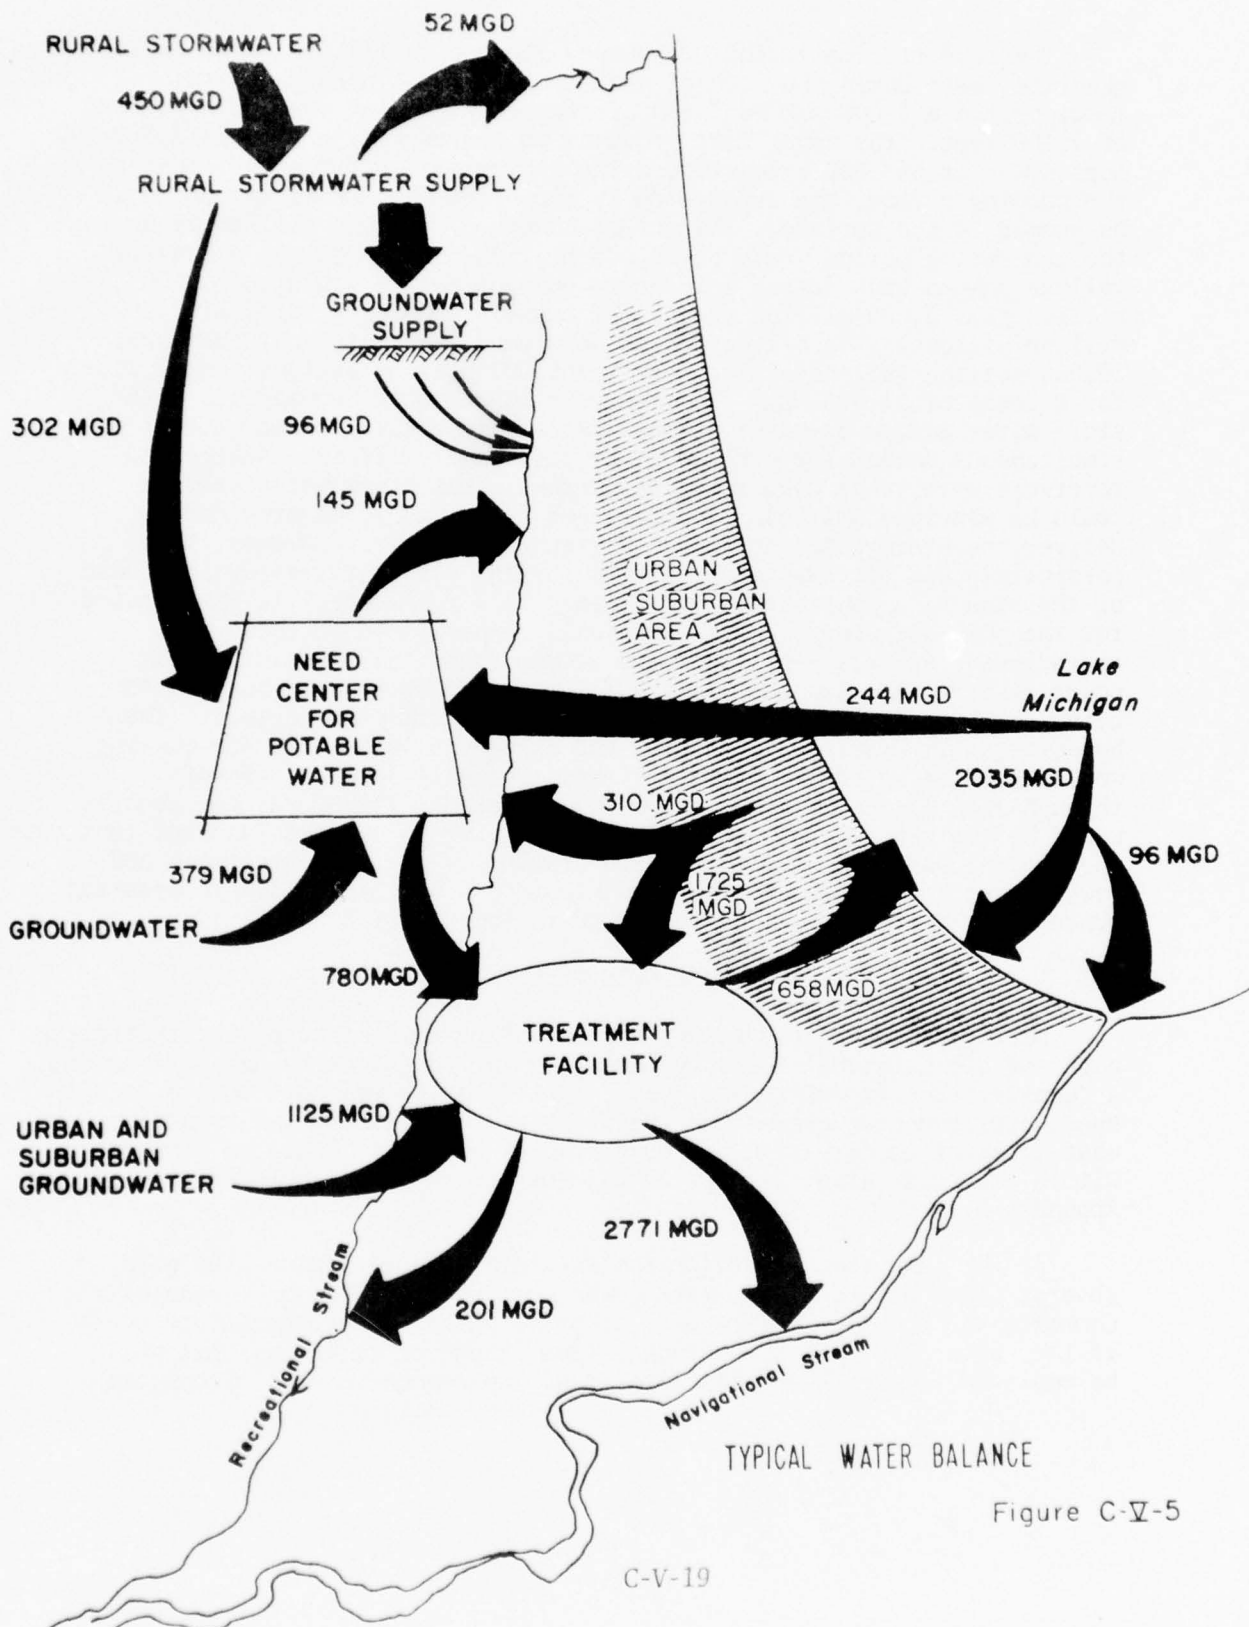 52 MGD
RURAL STORMWATER
450 MGD
RURAL STORMWATER SUPPLY
GROUNDWATER
SUPPLY
302 MGD
96 MGD
145 MGD
URBAN
SUBURBAN
AREA
NEED
CENTER
FOR
POTABLE
WATER
Lake
Michigan
244 MGD
2035 MGD
310 MGD
96 MGD
379 MGD
1725
MGD
GROUNDWATER
780 MGD
658 MGD
TREATMENT
FACILITY
1125 MGD
URBAN AND
SUBURBAN
GROUNDWATER
2771 MGD
201 MGD
Recreational Stream
Navigational Stream
TYPICAL WATER BALANCE
Figure C-V-5
C-V-19